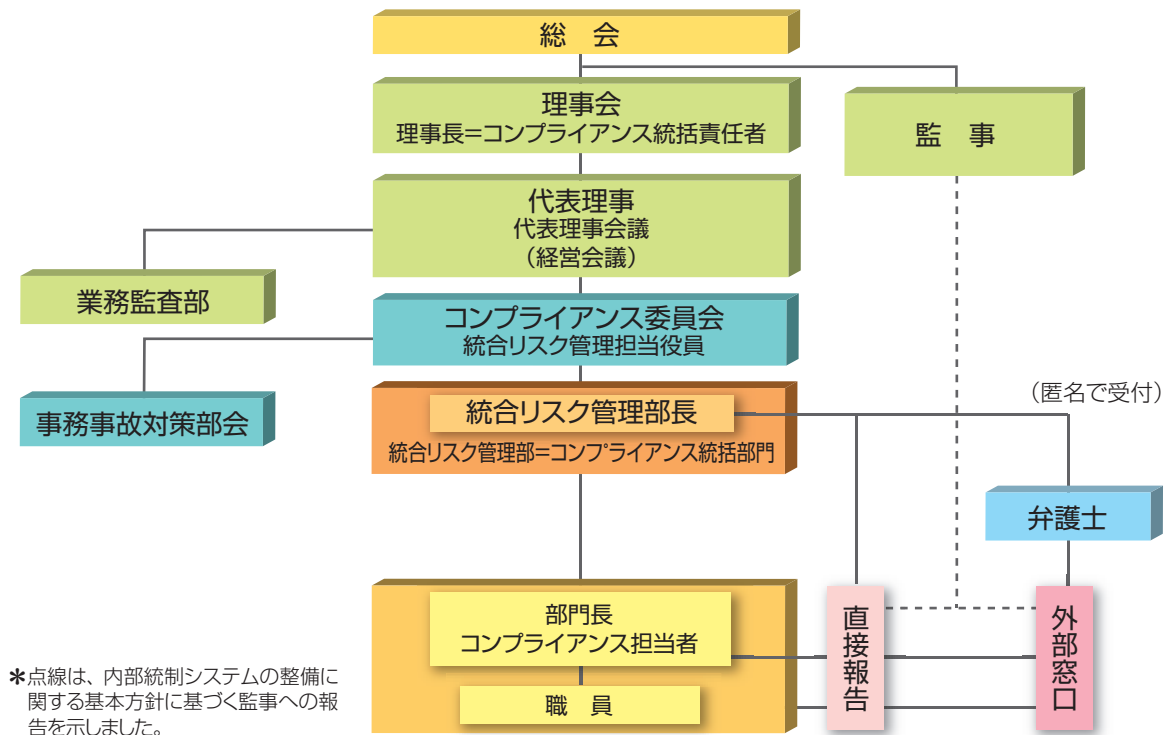 総　会
理事会
理事長＝コンプライアンス統括責任者
監　事
代表理事
代表理事会議
（経営会議）
業務監査部
コンプライアンス委員会
統合リスク管理担当役員
事務事故対策部会
統合リスク管理部長
統合リスク管理部＝コンプライアンス統括部門
（匿名で受付）
弁護士
部門長
コンプライアンス担当者
職　員
直接報告
外部窓口
＊点線は、内部統制システムの整備に
関する基本方針に基づく監事への報
告を示しました。